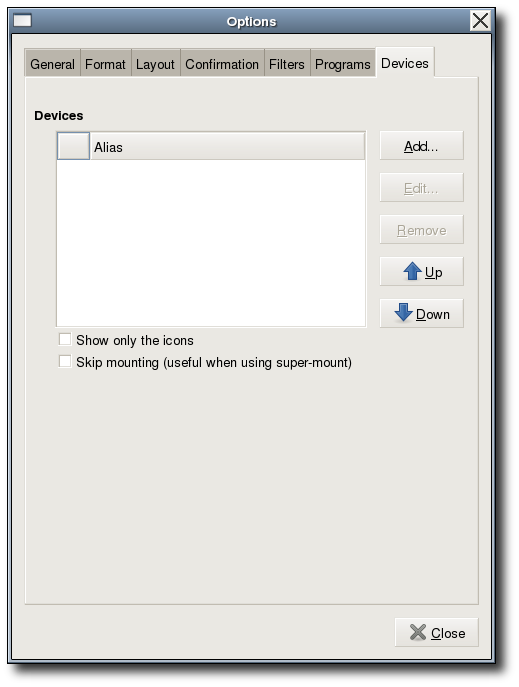 Options
General Format Layout Confirmation Filters Programs Devices
Devices
Alias
Add...
Edit...
Remove
Up
Down
Show only the icons
Skip mounting (useful when using super-mount)
Close